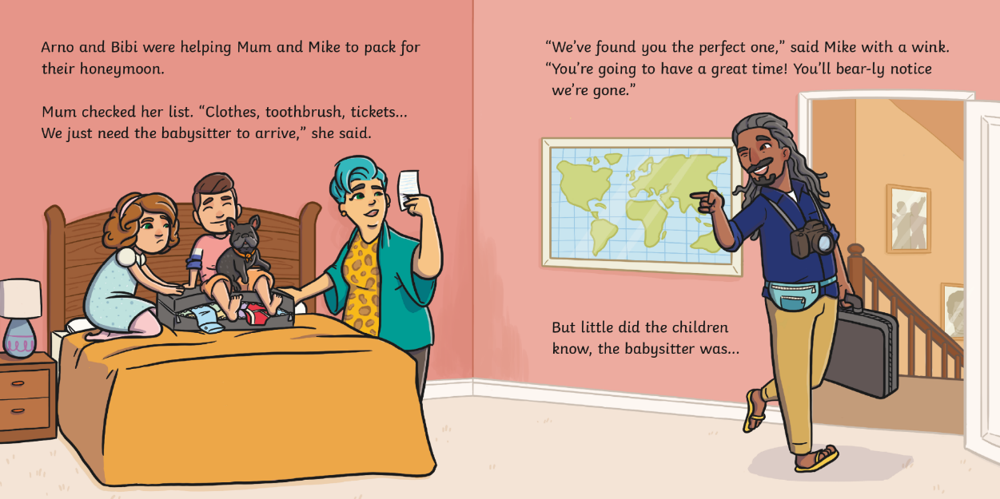 Arno and Bibi were helping Mum and Mike to pack for
their honeymoon.
Mum checked her list. “Clothes, toothbrush, tickets...
We just need the babysitter to arrive,” she said.
“We’ve found you the perfect one,” said Mike with a wink.
“You’re going to have a great time! You’ll bear-ly notice
we’re gone.”
But little did the children
know, the babysitter was...